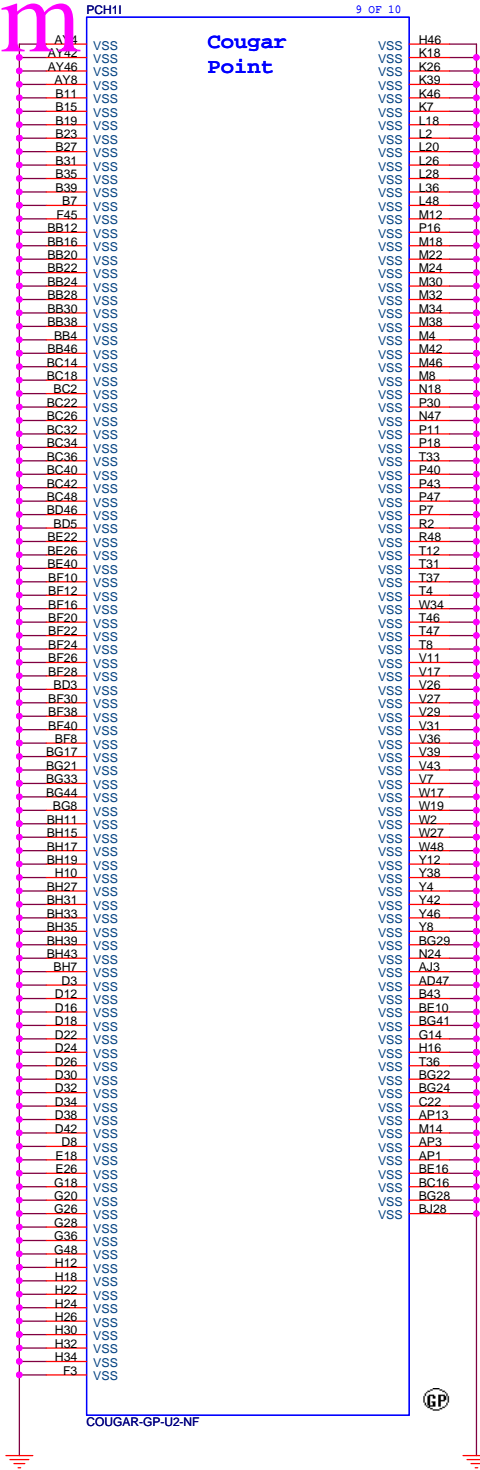 m
PCH1I 9 OF 10
Cougar
Point
AY4 VSS VSS H46
AY42 VSS VSS K18
AY46 VSS VSS K26
AY8 VSS VSS K39
B11 VSS VSS K46
B15 VSS VSS K7
B19 VSS VSS L18
B23 VSS VSS L2
B27 VSS VSS L20
B31 VSS VSS L26
B35 VSS VSS L28
B39 VSS VSS L36
B7 VSS VSS L48
F45 VSS VSS M12
BB12 VSS VSS P16
BB16 VSS VSS M18
BB20 VSS VSS M22
BB22 VSS VSS M24
BB24 VSS VSS M30
BB28 VSS VSS M32
BB30 VSS VSS M34
BB38 VSS VSS M38
BB4 VSS VSS M4
BB46 VSS VSS M42
BC14 VSS VSS M46
BC18 VSS VSS M8
BC2 VSS VSS N18
BC22 VSS VSS P30
BC26 VSS VSS N47
BC32 VSS VSS P11
BC34 VSS VSS P18
BC36 VSS VSS T33
BC40 VSS VSS P40
BC42 VSS VSS P43
BC48 VSS VSS P47
BD46 VSS VSS P7
BD5 VSS VSS R2
BE22 VSS VSS R48
BE26 VSS VSS T12
BE40 VSS VSS T31
BF10 VSS VSS T37
BF12 VSS VSS T4
BF16 VSS VSS W34
BF20 VSS VSS T46
BF22 VSS VSS T47
BF24 VSS VSS T8
BF26 VSS VSS V11
BF28 VSS VSS V17
BD3 VSS VSS V26
BF30 VSS VSS V27
BF38 VSS VSS V29
BF40 VSS VSS V31
BF8 VSS VSS V36
BG17 VSS VSS V39
BG21 VSS VSS V43
BG33 VSS VSS V7
BG44 VSS VSS W17
BG8 VSS VSS W19
BH11 VSS VSS W2
BH15 VSS VSS W27
BH17 VSS VSS W48
BH19 VSS VSS Y12
H10 VSS VSS Y38
BH27 VSS VSS Y4
BH31 VSS VSS Y42
BH33 VSS VSS Y46
BH35 VSS VSS Y8
BH39 VSS VSS BG29
BH43 VSS VSS N24
BH7 VSS VSS AJ3
D3 VSS VSS AD47
D12 VSS VSS B43
D16 VSS VSS BE10
D18 VSS VSS BG41
D22 VSS VSS G14
D24 VSS VSS H16
D26 VSS VSS T36
D30 VSS VSS BG22
D32 VSS VSS BG24
D34 VSS VSS C22
D38 VSS VSS AP13
D42 VSS VSS M14
D8 VSS VSS AP3
E18 VSS VSS AP1
E26 VSS VSS BE16
G18 VSS VSS BC16
G20 VSS VSS BG28
G26 VSS VSS BJ28
G28 VSS
G36 VSS
G48 VSS
H12 VSS
H18 VSS
H22 VSS
H24 VSS
H26 VSS
H30 VSS
H32 VSS
H34 VSS
F3 VSS
GP
COUGAR-GP-U2-NF